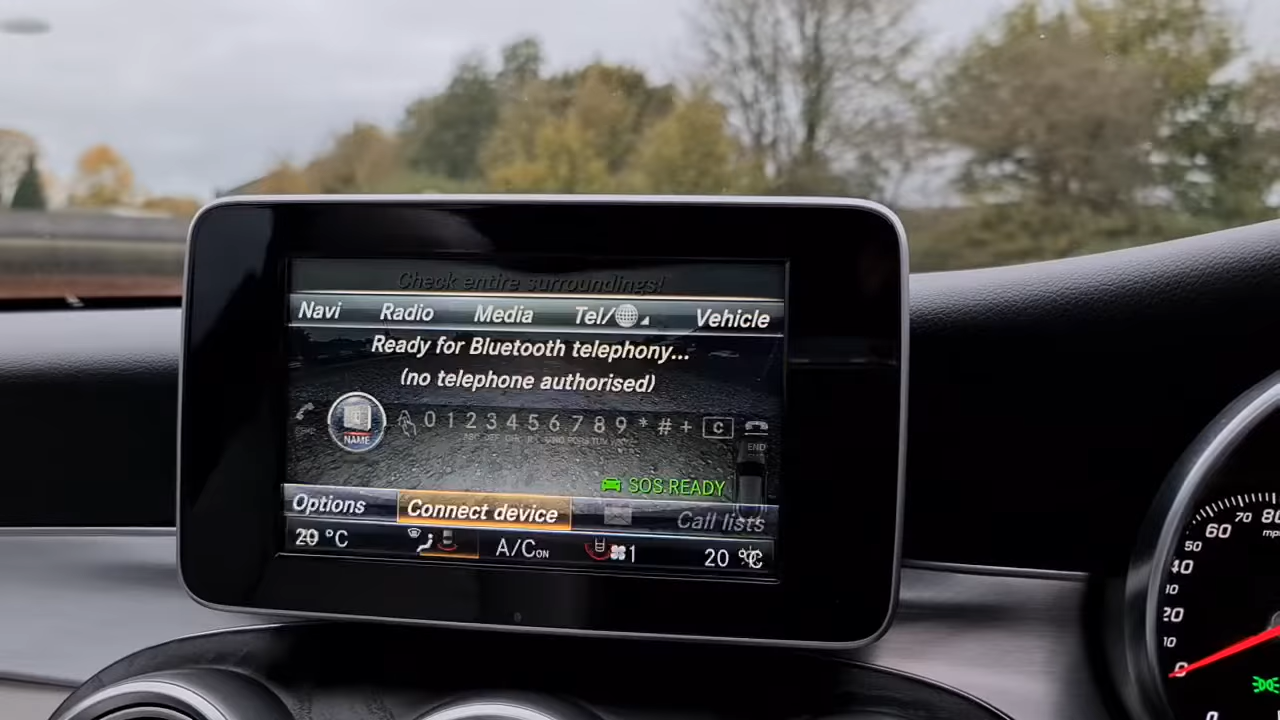 Check entire surroundings!
Navi Radio Media Tel/ Vehicle
Ready for Bluetooth telephony...
(no telephone authorised)
NAME 0 1 2 3 4 5 6 7 8 9 * # + C
END
SOS READY
Options Connect device Call lists
20 °C A/C ON 1 20 °C
80
70
60
50
40
20
10
0